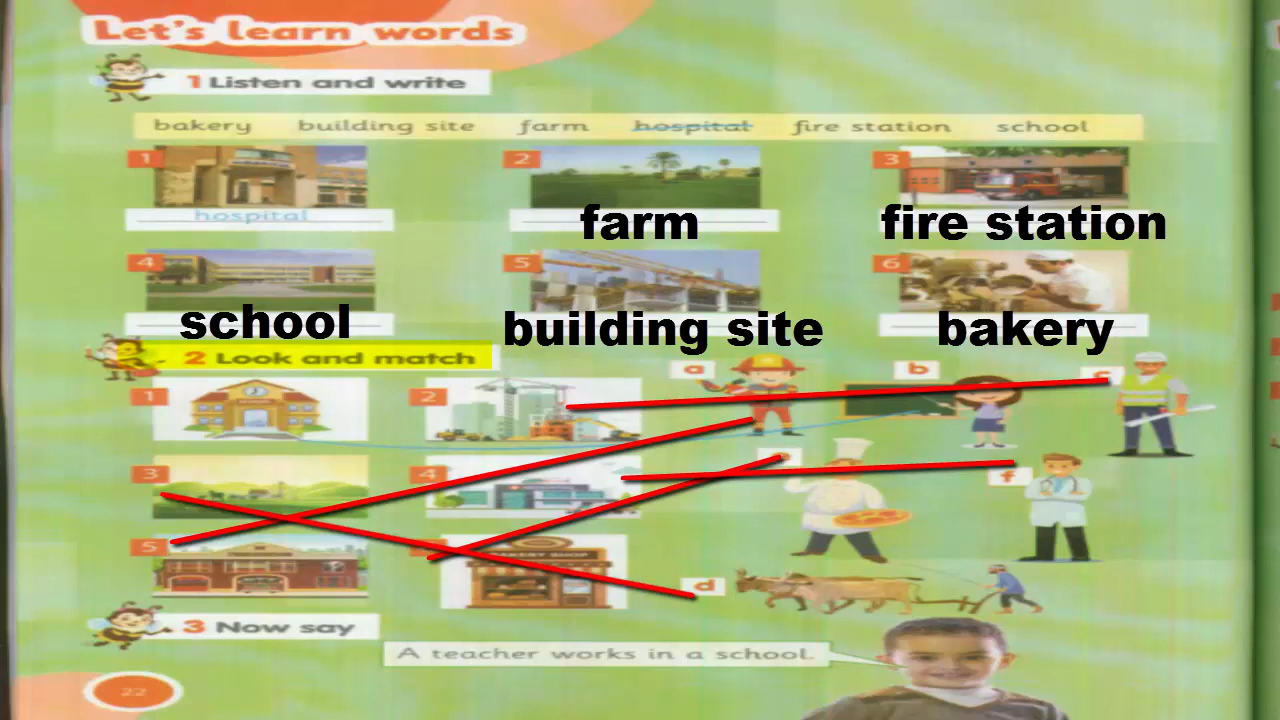 Let's learn words
1 Listen and write
bakery building site farm hospital fire station school
1 2 3
hospital farm fire station
4 5 6
school building site bakery
2 Look and match
a b c
1 2
3 4 e f
5
BAKERY SHOP
d
3 Now say
A teacher works in a school.
22